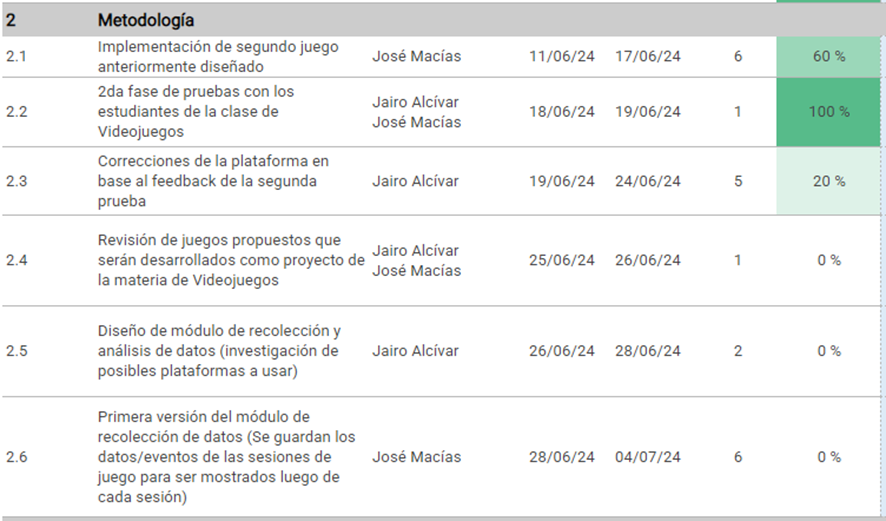 2 Metodología
2.1 Implementación de segundo juego anteriormente diseñado José Macías 11/06/24 17/06/24 6 60 %
2.2 2da fase de pruebas con los estudiantes de la clase de Videojuegos Jairo Alcívar José Macías 18/06/24 19/06/24 1 100 %
2.3 Correcciones de la plataforma en base al feedback de la segunda prueba Jairo Alcívar 19/06/24 24/06/24 5 20 %
2.4 Revisión de juegos propuestos que serán desarrollados como proyecto de la materia de Videojuegos Jairo Alcívar José Macías 25/06/24 26/06/24 1 0 %
2.5 Diseño de módulo de recolección y análisis de datos (investigación de posibles plataformas a usar) Jairo Alcívar 26/06/24 28/06/24 2 0 %
2.6 Primera versión del módulo de recolección de datos (Se guardan los datos/eventos de las sesiones de juego para ser mostrados luego de cada sesión) José Macías 28/06/24 04/07/24 6 0 %